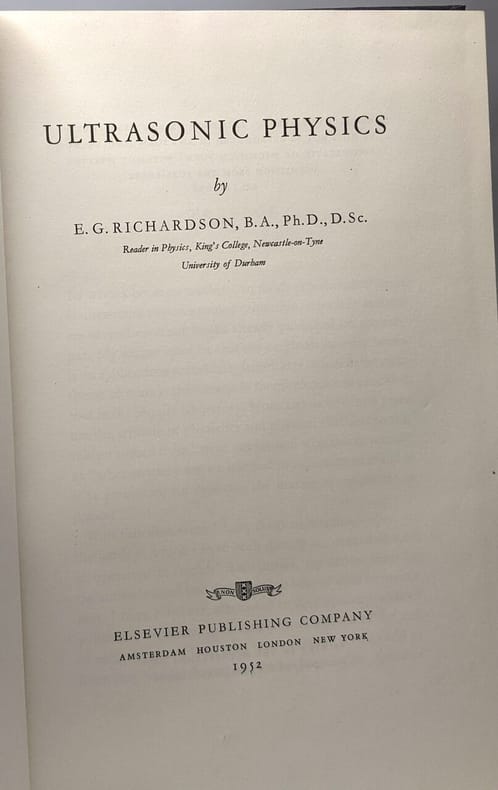 ULTRASONIC PHYSICS
by
E. G. RICHARDSON, B.A., Ph.D., D.Sc.
Reader in Physics, King's College, Newcastle-on-Tyne
University of Durham
NON SOLUS
ELSEVIER PUBLISHING COMPANY
AMSTERDAM HOUSTON LONDON NEW YORK
1952